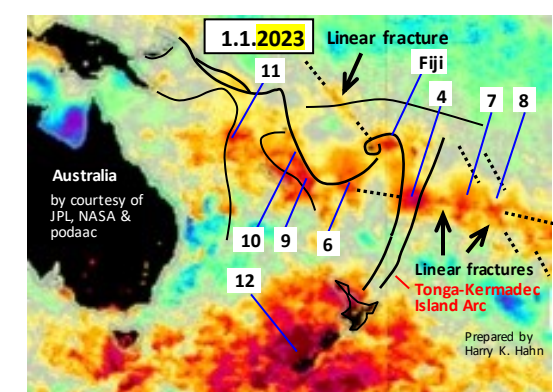 1.1.2023
Linear fracture
Fiji
11
4
7
8
Australia
by courtesy of
JPL, NASA &
podaac
10
9
6
Linear fractures
Tonga-Kermadec
Island Arc
12
Prepared by
Harry K. Hahn